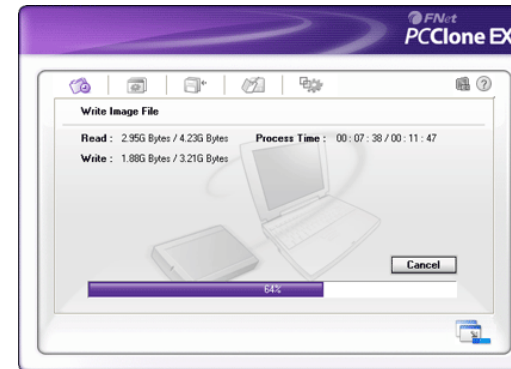 FNet
PCClone EX
Write Image File
Read : 2.95G Bytes / 4.23G Bytes Process Time : 00 : 07 : 38 / 00 : 11 : 47
Write : 1.88G Bytes / 3.21G Bytes
Cancel
64%